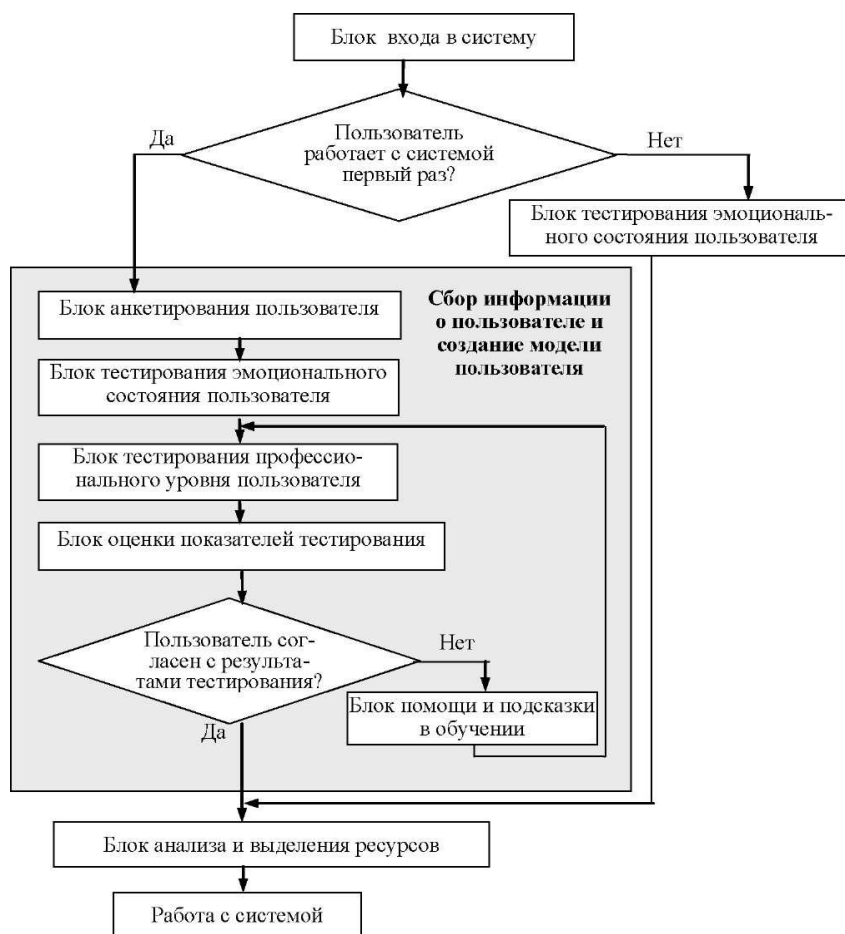 Блок входа в систему
Да
Пользователь
работает с системой
первый раз?
Нет
Блок тестирования эмоциональ-
ного состояния пользователя
Блок анкетирования пользователя
Сбор информации
о пользователе и
создание модели
пользователя
Блок тестирования эмоционального
состояния пользователя
Блок тестирования профессио-
нального уровня пользователя
Блок оценки показателей тестирования
Пользователь сог-
ласен с результа-
тами тестирования?
Нет
Блок помощи и подсказки
в обучении
Да
Блок анализа и выделения ресурсов
Работа с системой